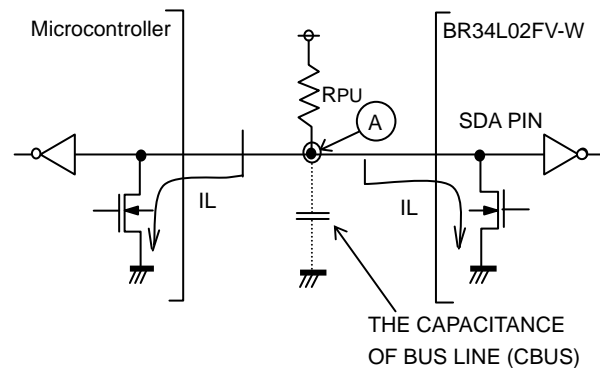 Microcontroller
BR34L02FV-W
RPU
A
SDA PIN
IL
IL
THE CAPACITANCE
OF BUS LINE (CBUS)